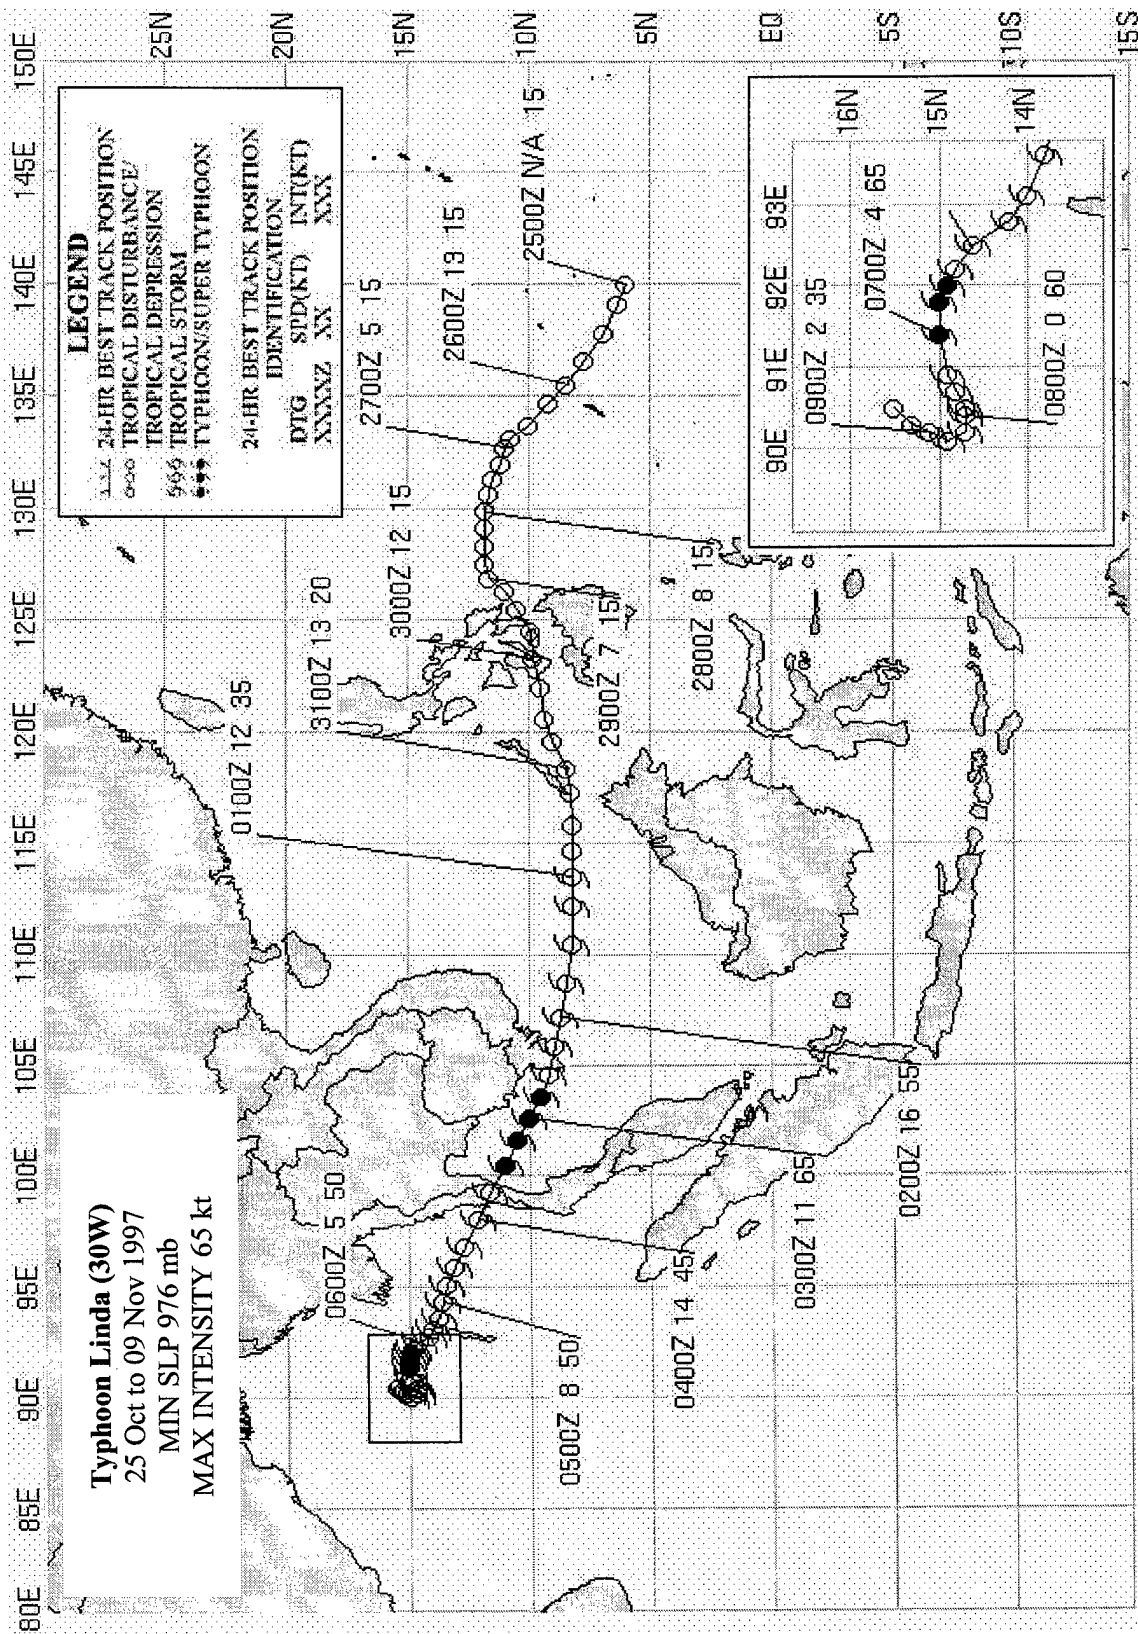 Typhoon Linda (30W)
25 Oct to 09 Nov 1997
MIN SLP 976 mb
MAX INTENSITY 65 kt
LEGEND
24-HR BEST TRACK POSITION
TROPICAL DISTURBANCE/
TROPICAL DEPRESSION
TROPICAL STORM
TYPHOON/SUPER TYPHOON
24-HR BEST TRACK POSITION
IDENTIFICATION
DTG SPD(KT) INT(KT)
XXXXZ XX XXX
80E 85E 90E 95E 100E 105E 110E 115E 120E 125E 130E 135E 140E 145E 150E
25N
20N
15N
10N
5N
EQ
5S
10S
15S
0600Z 5 50
0100Z 12 35
3100Z 13 20
3000Z 12 15
2700Z 5 15
2600Z 13 15
2500Z N/A 15
0500Z 8 50
0400Z 14 45
0300Z 11 65
0200Z 16 55
2900Z 7 15
2800Z 8 15
90E 91E 92E 93E
0900Z 2 35
0700Z 4 65
0800Z 0 60
16N
15N
14N